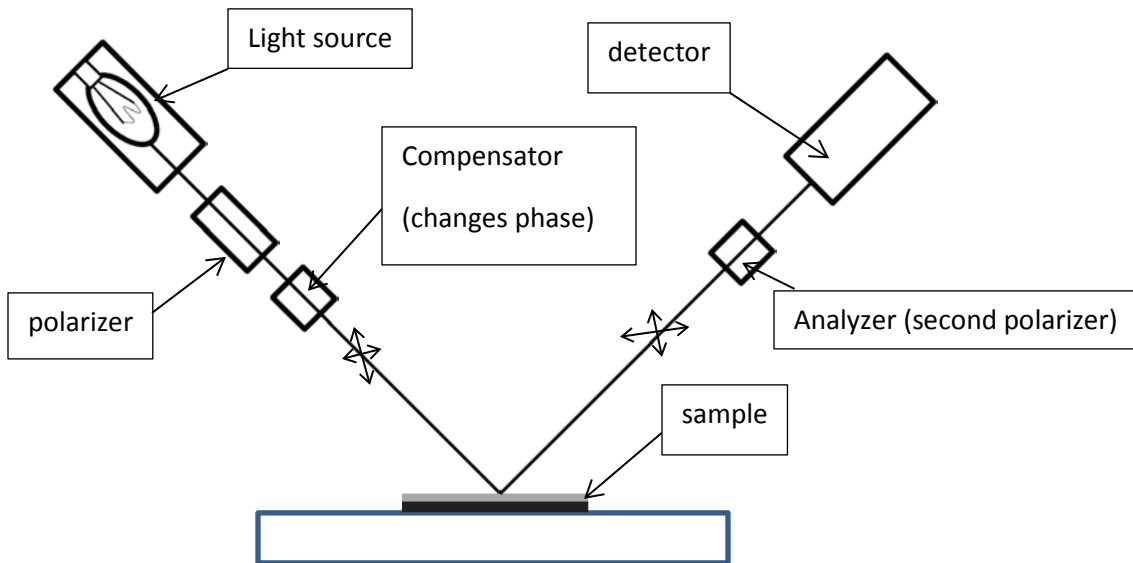 Light source
detector
Compensator
(changes phase)
polarizer
Analyzer (second polarizer)
sample